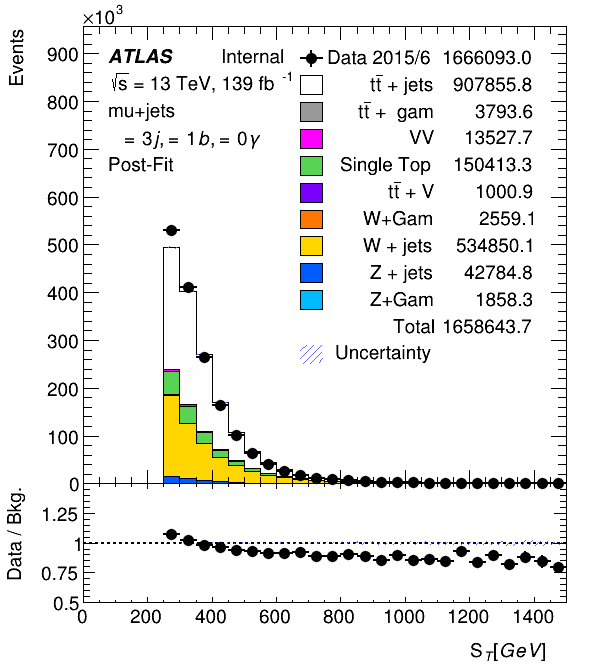 ×10³
Events
ATLAS Internal
√s = 13 TeV, 139 fb⁻¹
mu+jets
= 3j, = 1b, = 0γ
Post-Fit
Data 2015/6 1666093.0
tt̄ + jets 907855.8
tt̄ + gam 3793.6
VV 13527.7
Single Top 150413.3
tt̄ + V 1000.9
W+Gam 2559.1
W + jets 534850.1
Z + jets 42784.8
Z+Gam 1858.3
Total 1658643.7
Uncertainty
900
800
700
600
500
400
300
200
100
0
Data / Bkg.
1.25
1
0.75
0.5
0 200 400 600 800 1000 1200 1400
S_T[GeV]